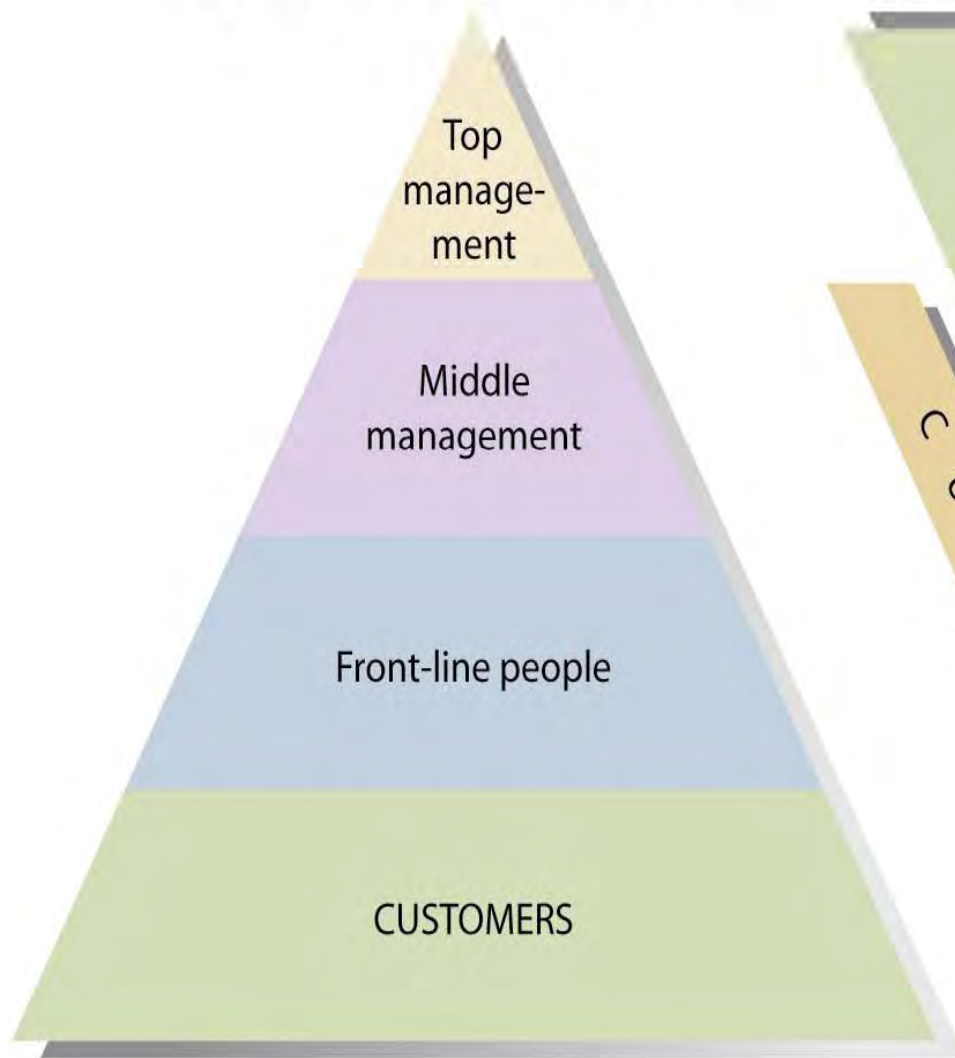 Top
manage-
ment
Middle
management
Front-line people
CUSTOMERS
C